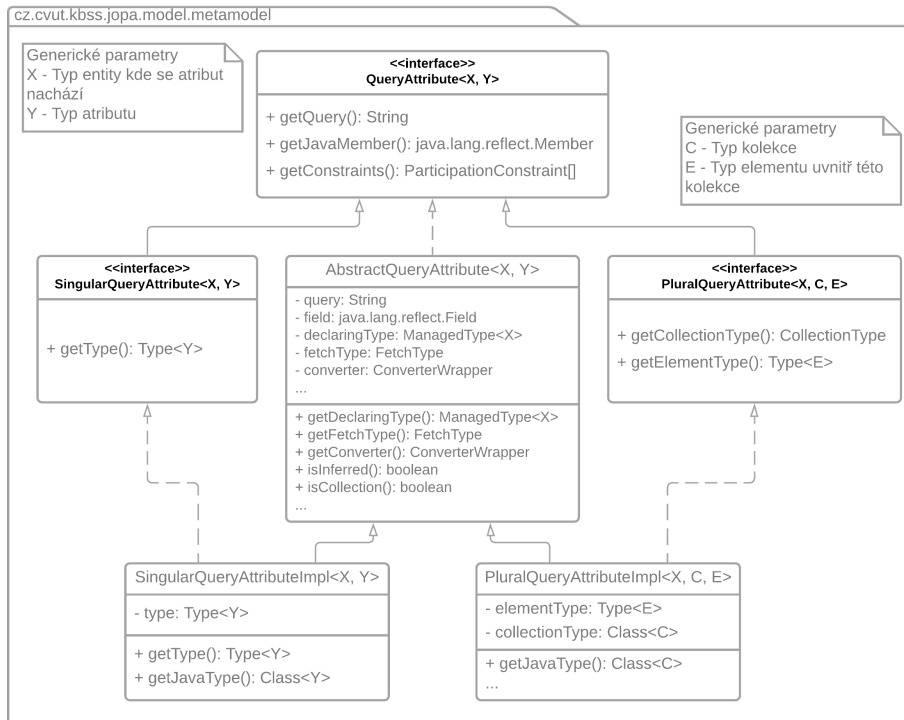 cz.cvut.kbss.jopa.model.metamodel
Generické parametry
X - Typ entity kde se atribut
nachází
Y - Typ atributu
<<interface>>
QueryAttribute<X, Y>
+ getQuery(): String
+ getJavaMember(): java.lang.reflect.Member
+ getConstraints(): ParticipationConstraint[]
Generické parametry
C - Typ kolekce
E - Typ elementu uvnitř této
kolekce
<<interface>>
SingularQueryAttribute<X, Y>
+ getType(): Type<Y>
AbstractQueryAttribute<X, Y>
- query: String
- field: java.lang.reflect.Field
- declaringType: ManagedType<X>
- fetchType: FetchType
- converter: ConverterWrapper
...
+ getDeclaringType(): ManagedType<X>
+ getFetchType(): FetchType
+ getConverter(): ConverterWrapper
+ isInferred(): boolean
+ isCollection(): boolean
...
<<interface>>
PluralQueryAttribute<X, C, E>
+ getCollectionType(): CollectionType
+ getElementType(): Type<E>
SingularQueryAttributeImpl<X, Y>
- type: Type<Y>
+ getType(): Type<Y>
+ getJavaType(): Class<Y>
PluralQueryAttributeImpl<X, C, E>
- elementType: Type<E>
- collectionType: Class<C>
+ getJavaType(): Class<C>
...